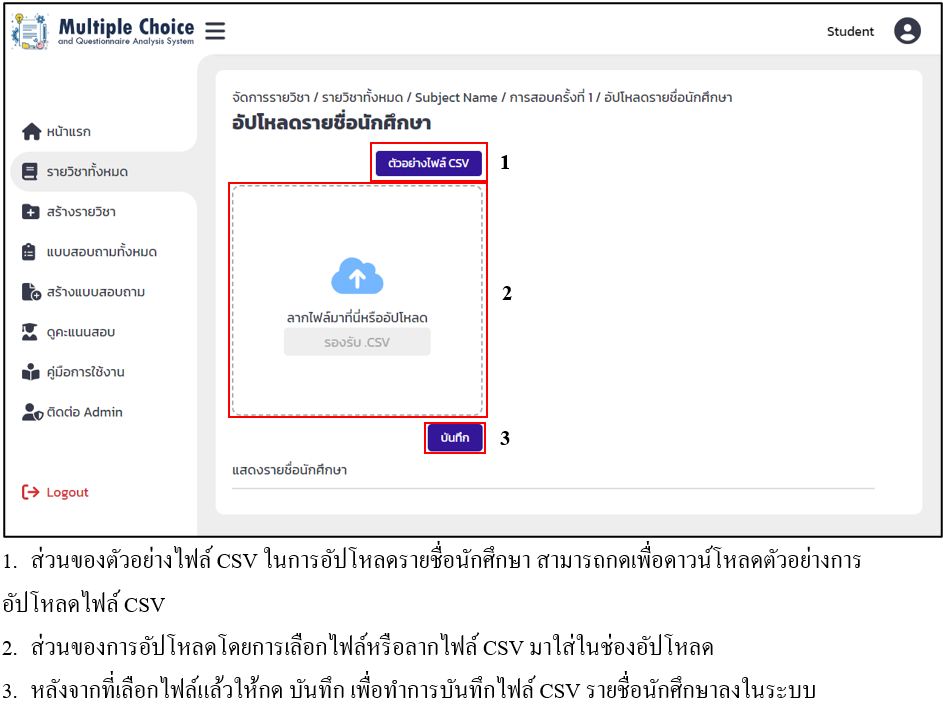 Multiple Choice
and Questionnaire Analysis System
Student
จัดการรายวิชา / รายวิชาทั้งหมด / Subject Name / การสอบครั้งที่ 1 / อัปโหลดรายชื่อนักศึกษา
อัปโหลดรายชื่อนักศึกษา
หน้าแรก
รายวิชาทั้งหมด
สร้างรายวิชา
แบบสอบถามทั้งหมด
สร้างแบบสอบถาม
ดูคะแนนสอบ
คู่มือการใช้งาน
ติดต่อ Admin
Logout
ตัวอย่างไฟล์ CSV
1
ลากไฟล์มาที่นี่หรืออัปโหลด
รองรับ .CSV
2
บันทึก
3
แสดงรายชื่อนักศึกษา
1. ส่วนของตัวอย่างไฟล์ CSV ในการอัปโหลดรายชื่อนักศึกษา สามารถกดเพื่อดาวน์โหลดตัวอย่างการ
อัปโหลดไฟล์ CSV
2. ส่วนของการอัปโหลดโดยการเลือกไฟล์หรือลากไฟล์ CSV มาใส่ในช่องอัปโหลด
3. หลังจากที่เลือกไฟล์แล้วให้กด บันทึก เพื่อทำการบันทึกไฟล์ CSV รายชื่อนักศึกษาลงในระบบ